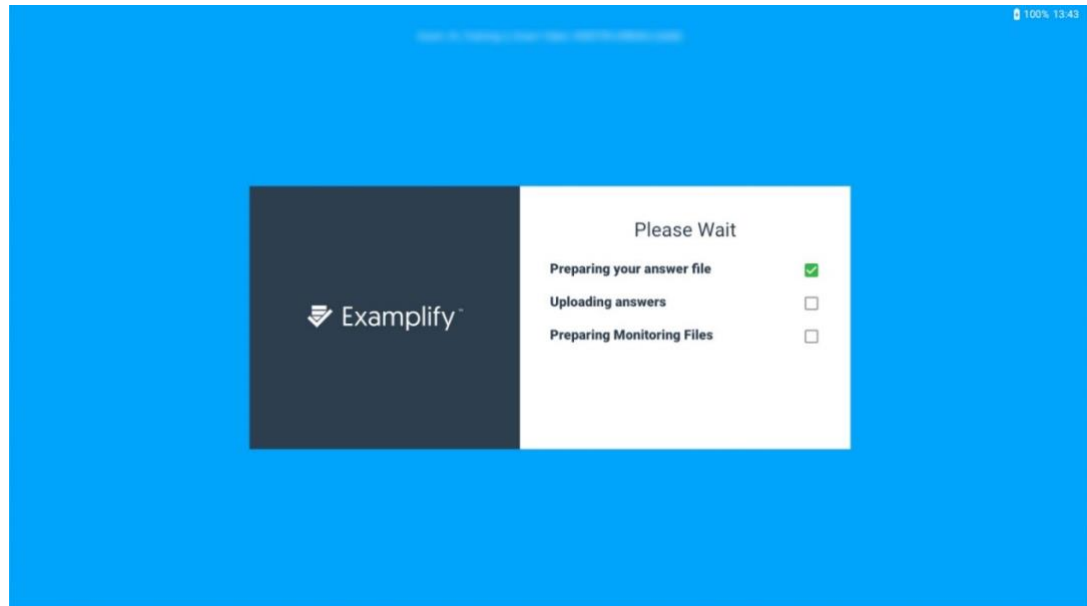 100% 13:43
Please Wait
Preparing your answer file
Uploading answers
Preparing Monitoring Files
Examplify